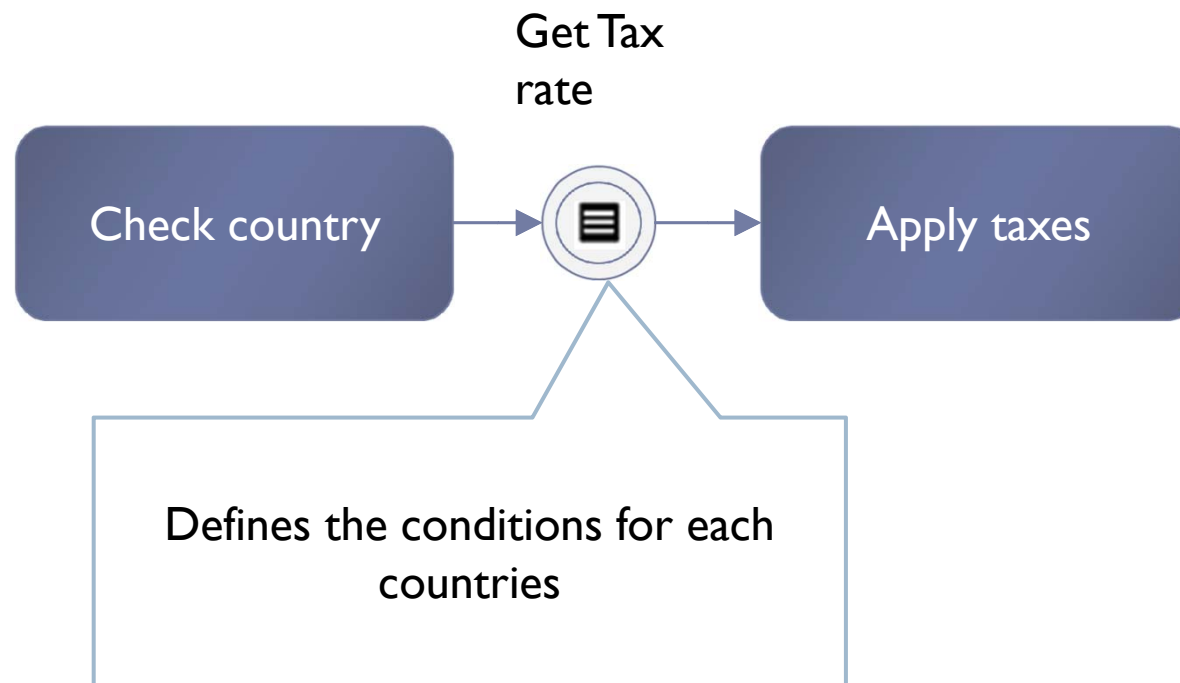 Get Tax
rate
Check country
Apply taxes
Defines the conditions for each
countries